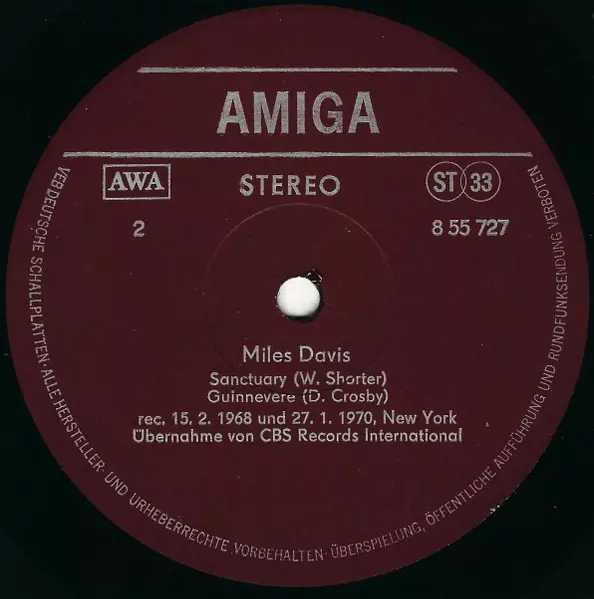 AMIGA
AWA
STEREO
ST 33
2
8 55 727
Miles Davis
Sanctuary (W. Shorter)
Guinnevere (D. Crosby)
rec. 15. 2. 1968 und 27. 1. 1970, New York
Übernahme von CBS Records International
VEB DEUTSCHE SCHALLPLATTEN · ALLE HERSTELLER- UND URHEBERRECHTE VORBEHALTEN · ÜBERSPIELUNG, ÖFFENTLICHE AUFFÜHRUNG UND RUNDFUNKSENDUNG VERBOTEN